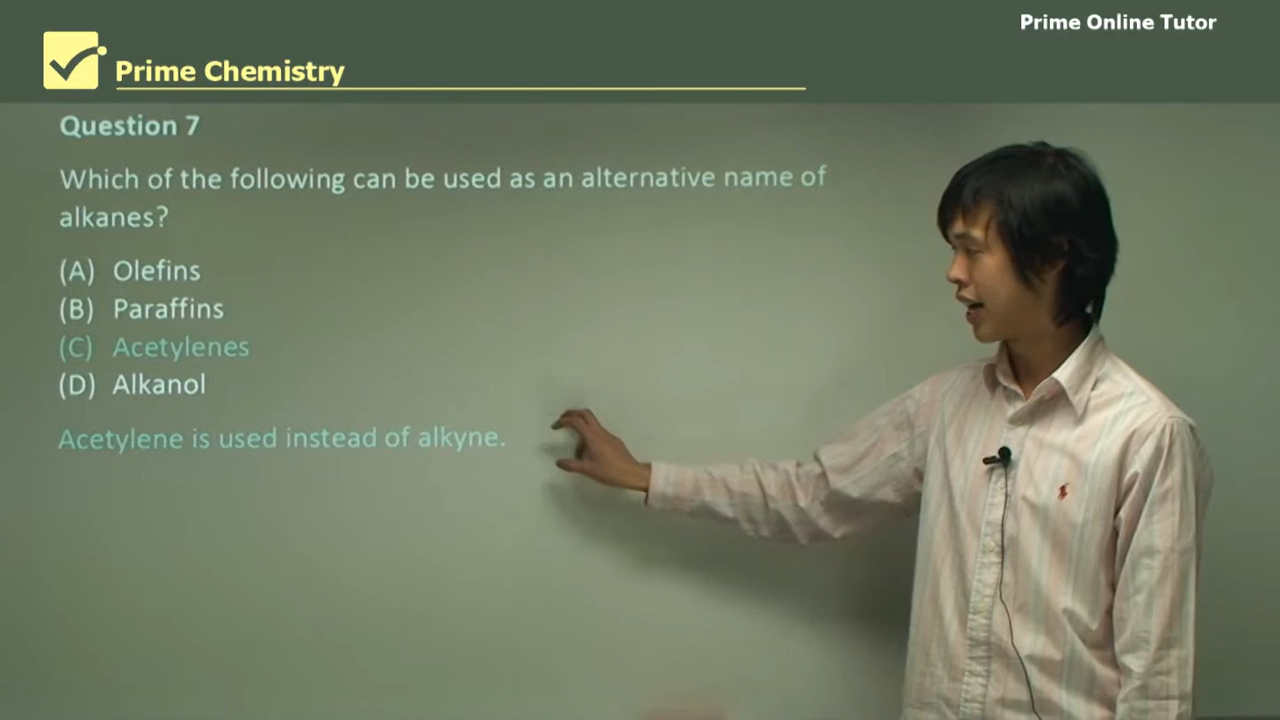 Prime Online Tutor
Prime Chemistry
Question 7
Which of the following can be used as an alternative name of
alkanes?
(A) Olefins
(B) Paraffins
(C) Acetylenes
(D) Alkanol
Acetylene is used instead of alkyne.